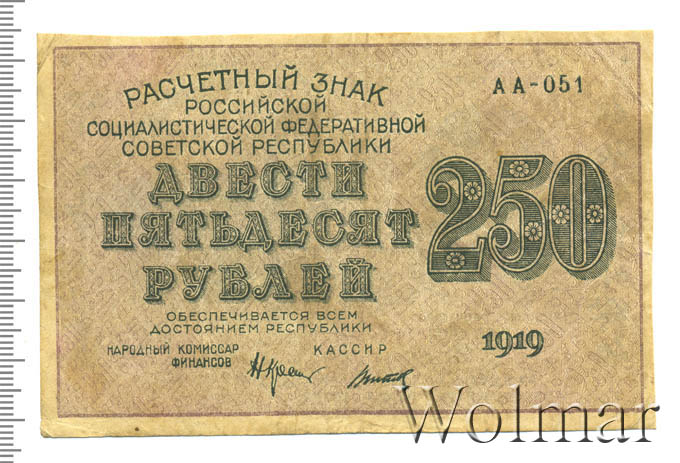 РАСЧЕТНЫЙ ЗНАК
РОССИЙСКОЙ
СОЦИАЛИСТИЧЕСКОЙ ФЕДЕРАТИВНОЙ
СОВЕТСКОЙ РЕСПУБЛИКИ
АА-051
ДВЕСТИ
ПЯТЬДЕСЯТ
РУБЛЕЙ
250
ОБЕСПЕЧИВАЕТСЯ ВСЕМ
ДОСТОЯНИЕМ РЕСПУБЛИКИ
НАРОДНЫЙ КОМИССАР
ФИНАНСОВ
КАССИР
1919
Wolmar